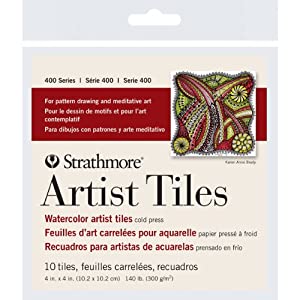 400 Series | Série 400 | Serie 400
For pattern drawing and meditative art
Pour le dessin de motifs et pour l'art
contemplatif
Para dibujos con patrones y arte meditativo
Karen Anne Brady
Strathmore®
Artist Tiles
Watercolor artist tiles cold press
Feuilles d'art carrelées pour aquarelle papier pressé à froid
Recuadros para artistas de acuarelas prensado en frío
10 tiles, feuilles carrelées, recuadros
4 in. x 4 in. (10,2 x 10,2 cm) 140 lb. (300 g/m²)